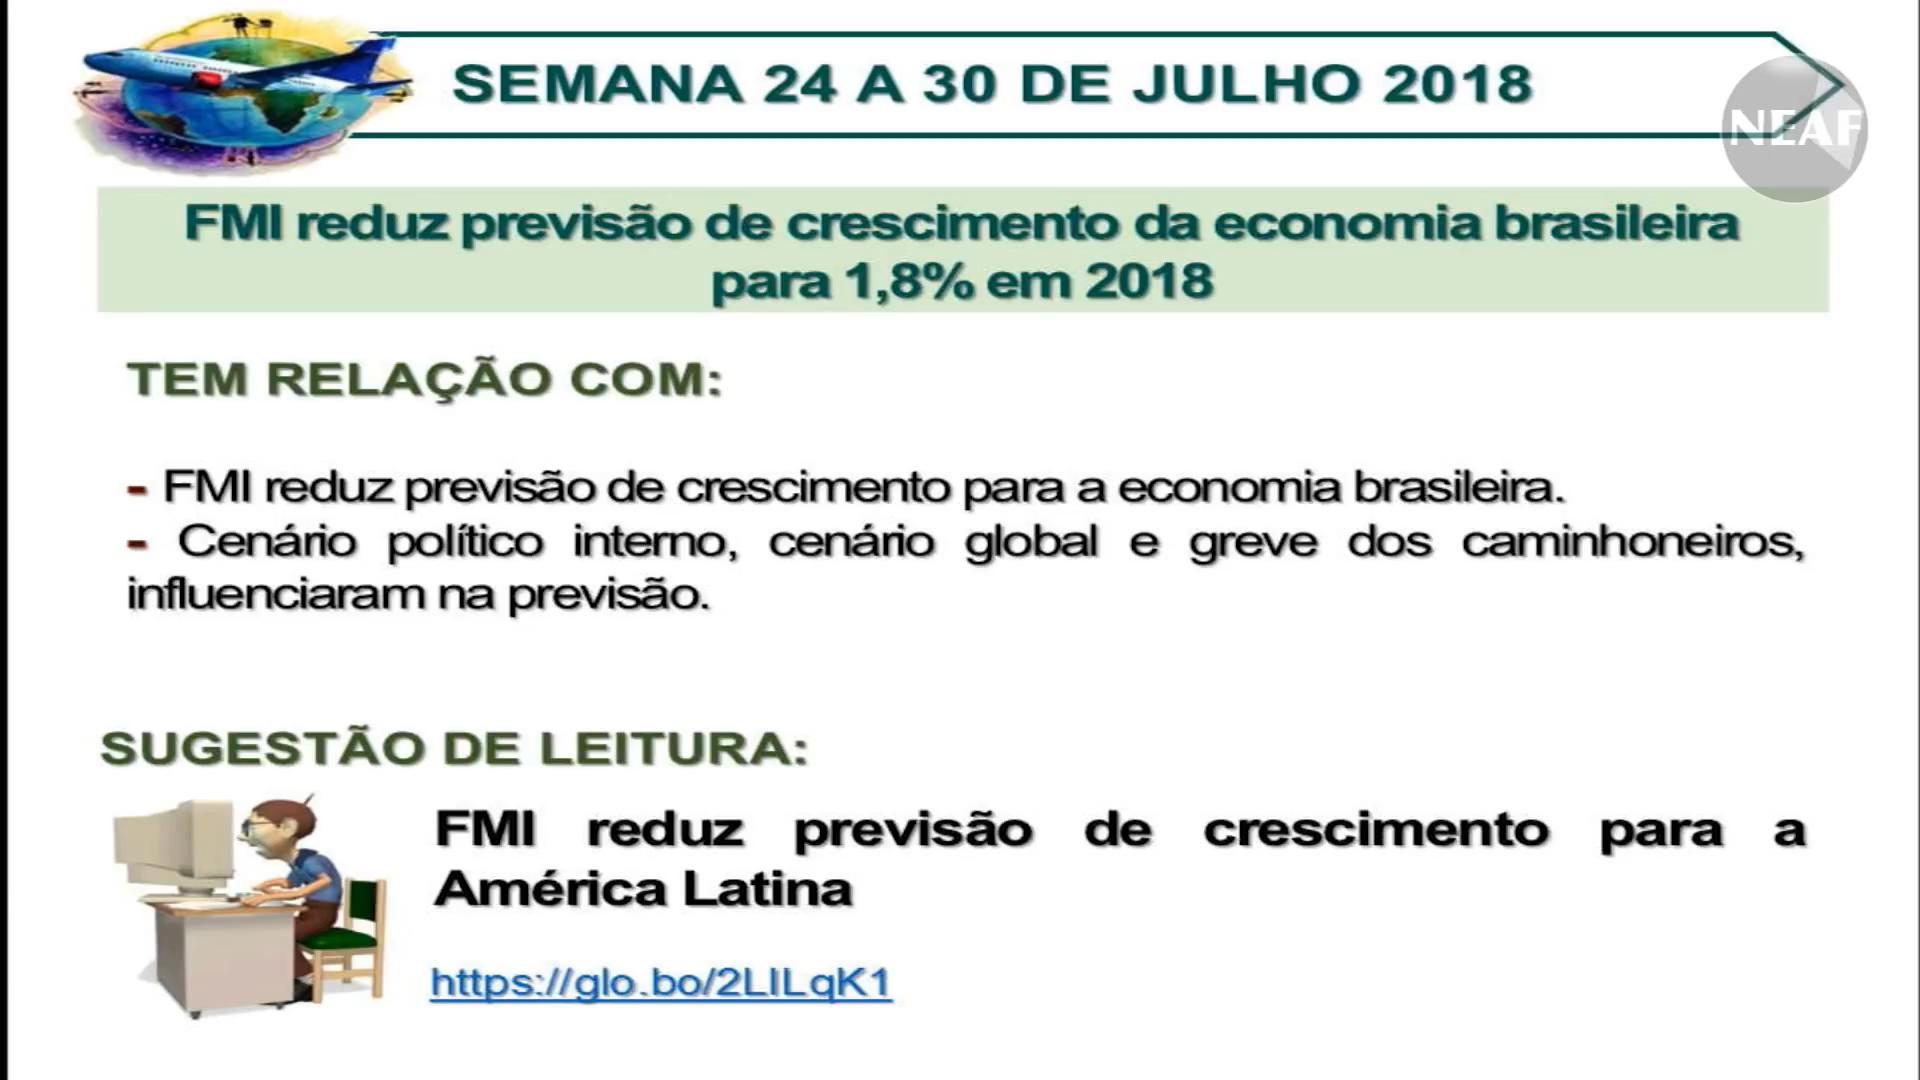 SEMANA 24 A 30 DE JULHO 2018
NEAF
FMI reduz previsão de crescimento da economia brasileira
para 1,8% em 2018
TEM RELAÇÃO COM:
- FMI reduz previsão de crescimento para a economia brasileira.
- Cenário político interno, cenário global e greve dos caminhoneiros,
influenciaram na previsão.
SUGESTÃO DE LEITURA:
FMI reduz previsão de crescimento para a
América Latina
https://glo.bo/2LILqK1